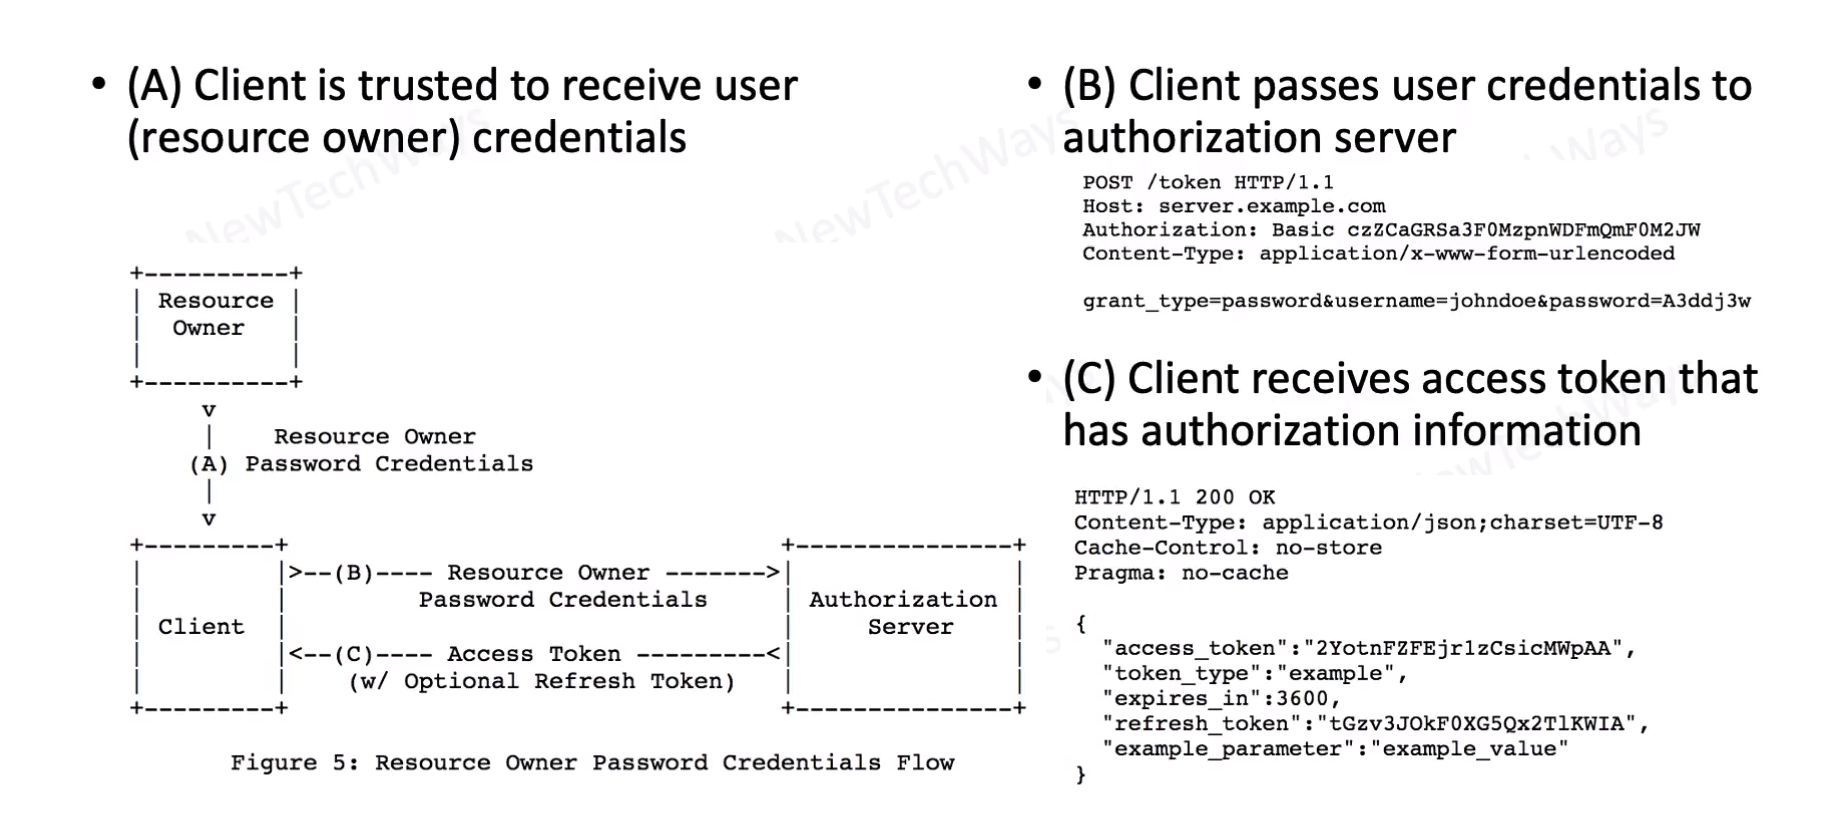 • (A) Client is trusted to receive user
(resource owner) credentials
NewTechWays
NewTechWays
+----------+
| Resource |
|  Owner   |
|          |
+----------+
     v
     |    Resource Owner
    (A) Password Credentials
     |
     v
+---------+                                  +---------------+
|         |>--(B)---- Resource Owner ------->|               |
|         |         Password Credentials     | Authorization |
| Client  |                                  |     Server    |
|         |<--(C)---- Access Token ---------<|               |
|         |    (w/ Optional Refresh Token)   |               |
+---------+                                  +---------------+
Figure 5: Resource Owner Password Credentials Flow
• (B) Client passes user credentials to
authorization server
Ways
POST /token HTTP/1.1
Host: server.example.com
Authorization: Basic czZCaGRSa3F0MzpnWDFmQmF0M2JW
Content-Type: application/x-www-form-urlencoded
grant_type=password&username=johndoe&password=A3ddj3w
• (C) Client receives access token that
has authorization information
HTTP/1.1 200 OK
Content-Type: application/json;charset=UTF-8
Cache-Control: no-store
Pragma: no-cache
{
"access_token":"2YotnFZFEjr1zCsicMWpAA",
"token_type":"example",
"expires_in":3600,
"refresh_token":"tGzv3JOkF0XG5Qx2TlKWIA",
"example_parameter":"example_value"
}